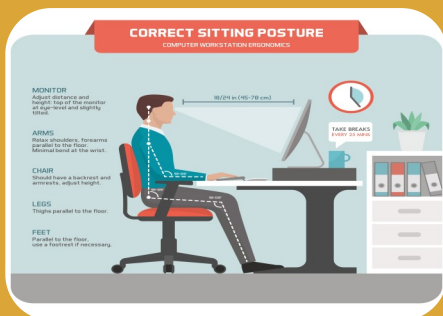 CORRECT SITTING POSTURE
COMPUTER WORKSTATION ERGONOMICS
MONITOR
Adjust distance and
height: top of the monitor
at eye-level and slightly
tilted.
ARMS
Relax shoulders, forearms
parallel to the floor.
Minimal bend at the wrist.
CHAIR
Should have a backrest and
armrests, adjust height.
LEGS
Thighs parallel to the floor.
FEET
Parallel to the floor.
use a footrest if necessary.
18/24 in (45-70 cm)
TAKE BREAKS
EVERY 25 MINS